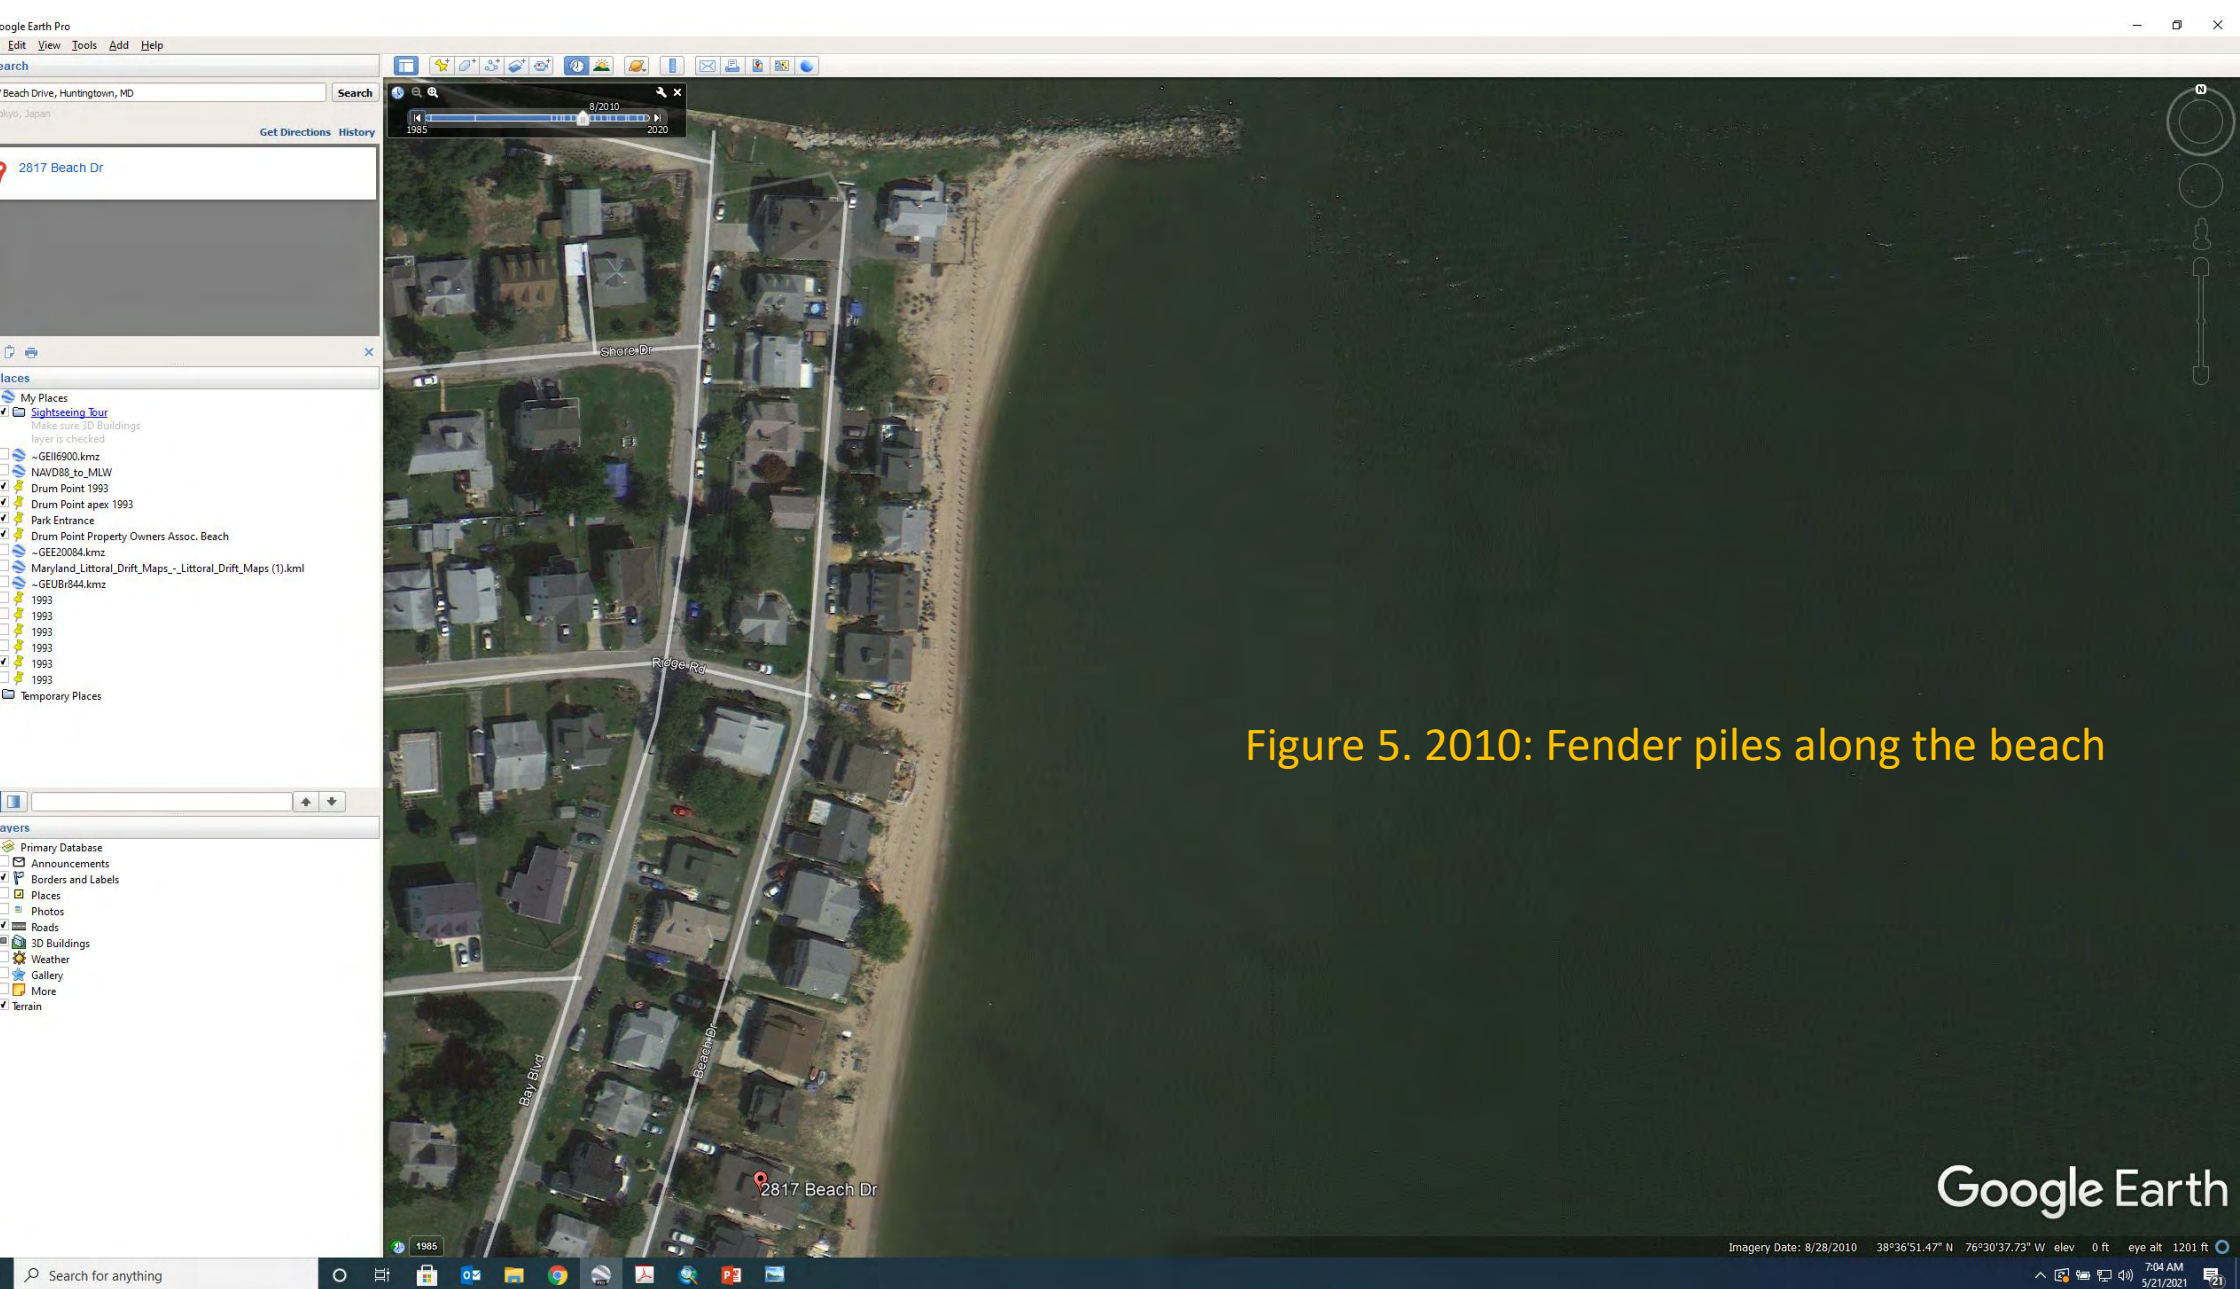 oogle Earth Pro
Edit View Tools Add Help
earch
Beach Drive, Huntingtown, MD
Search
okyo, Japan
Get Directions History
2817 Beach Dr
laces
My Places
Sightseeing Tour
Make sure 3D Buildings
layer is checked
~GEII6900.kmz
NAVD88_to_MLW
Drum Point 1993
Drum Point apex 1993
Park Entrance
Drum Point Property Owners Assoc. Beach
~GEE20084.kmz
Maryland_Littoral_Drift_Maps_-_Littoral_Drift_Maps (1).kml
~GEUBr844.kmz
1993
1993
1993
1993
1993
1993
Temporary Places
ayers
Primary Database
Announcements
Borders and Labels
Places
Photos
Roads
3D Buildings
Weather
Gallery
More
Terrain
8/2010
1985
2020
N
Shore Dr
Ridge Rd
Figure 5. 2010: Fender piles along the beach
Bay Blvd
Beach Dr
2817 Beach Dr
Google Earth
1985
Imagery Date: 8/28/2010 38°36'51.47" N 76°30'37.73" W elev 0 ft eye alt 1201 ft
Search for anything
7:04 AM
5/21/2021
21